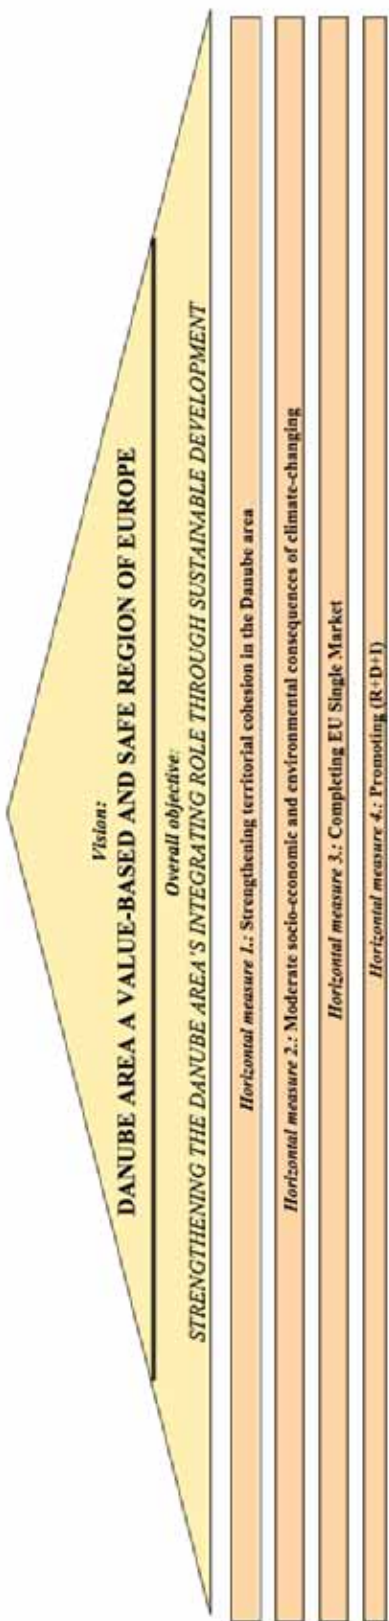 Vision:
DANUBE AREA A VALUE-BASED AND SAFE REGION OF EUROPE
Overall objective:
STRENGTHENING THE DANUBE AREA'S INTEGRATING ROLE THROUGH SUSTAINABLE DEVELOPMENT
Horizontal measure 1.: Strengthening territorial cohesion in the Danube area
Horizontal measure 2.: Moderate socio-economic and environmental consequences of climate-changing
Horizontal measure 3.: Completing EU Single Market
Horizontal measure 4.: Promoting (R+D+I)